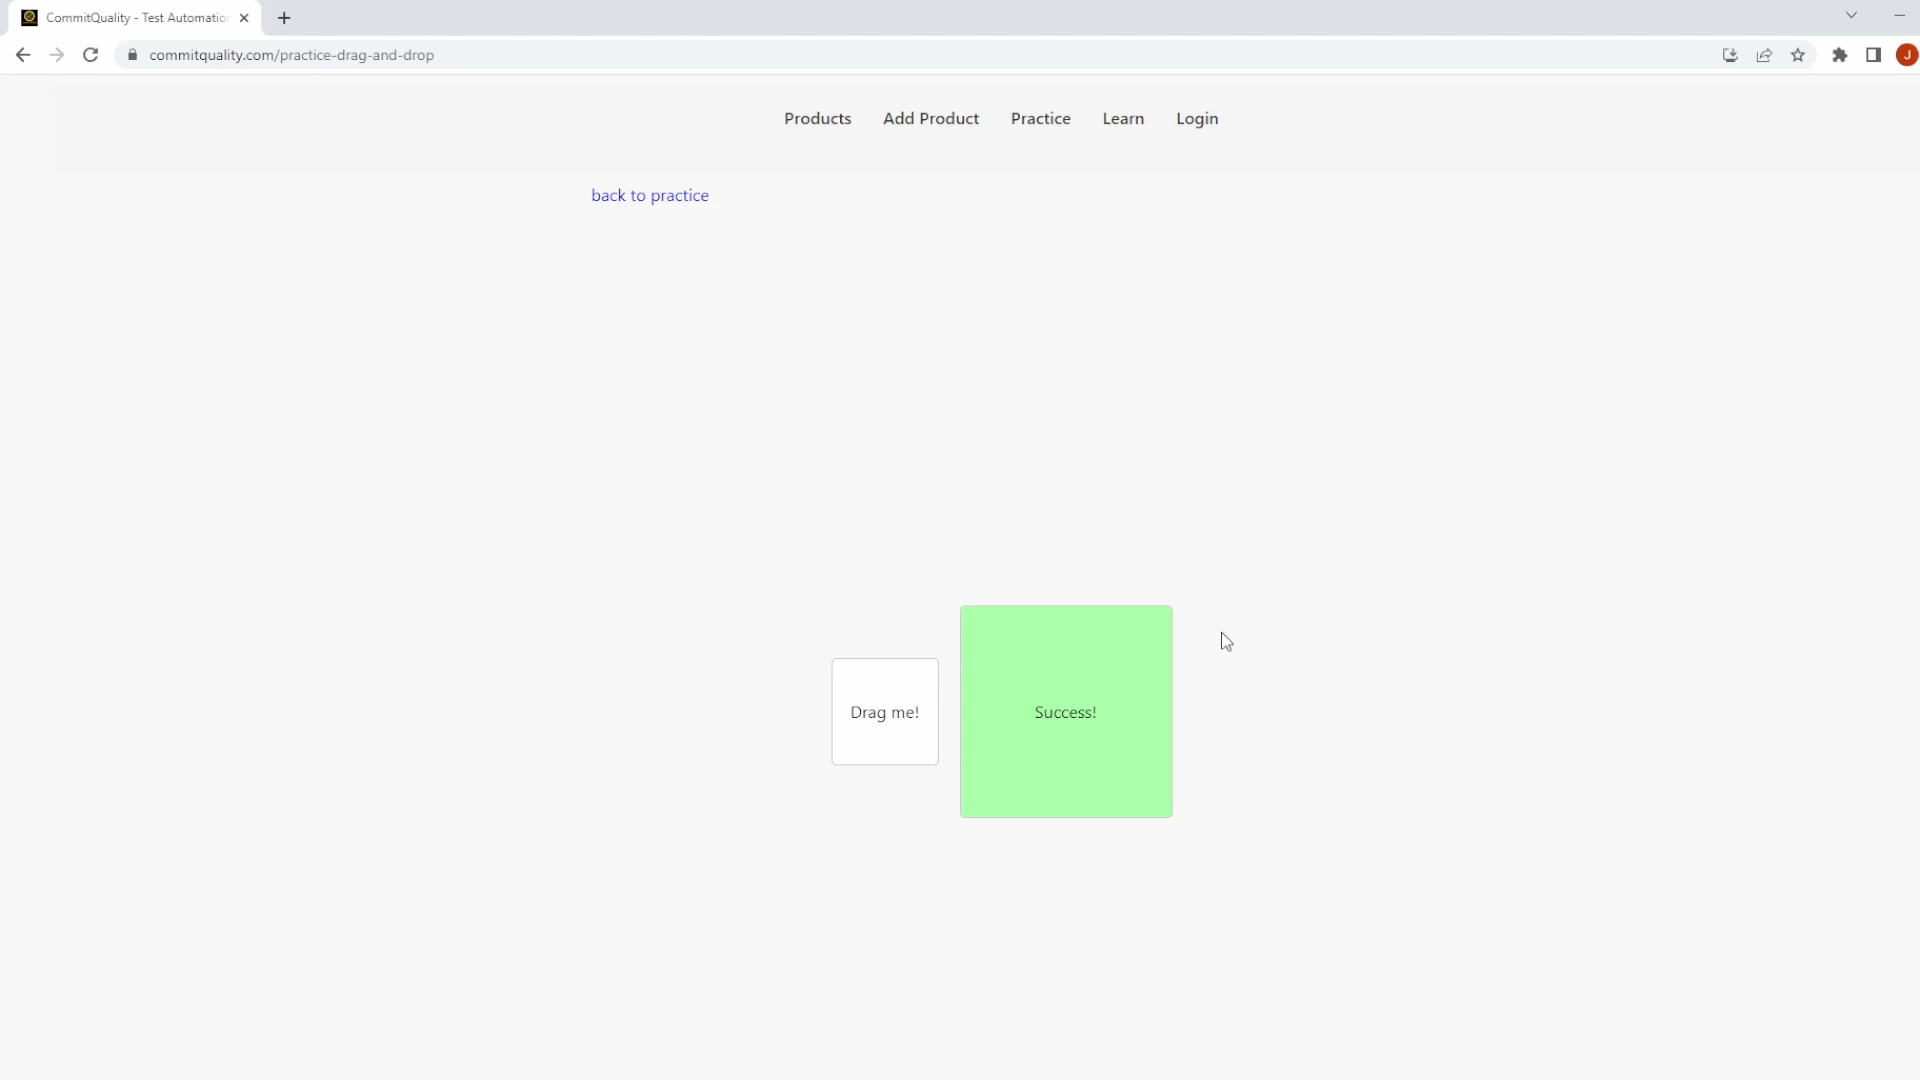 CommitQuality - Test Automation
commitquality.com/practice-drag-and-drop
J
Products Add Product Practice Learn Login
back to practice
Drag me! Success!